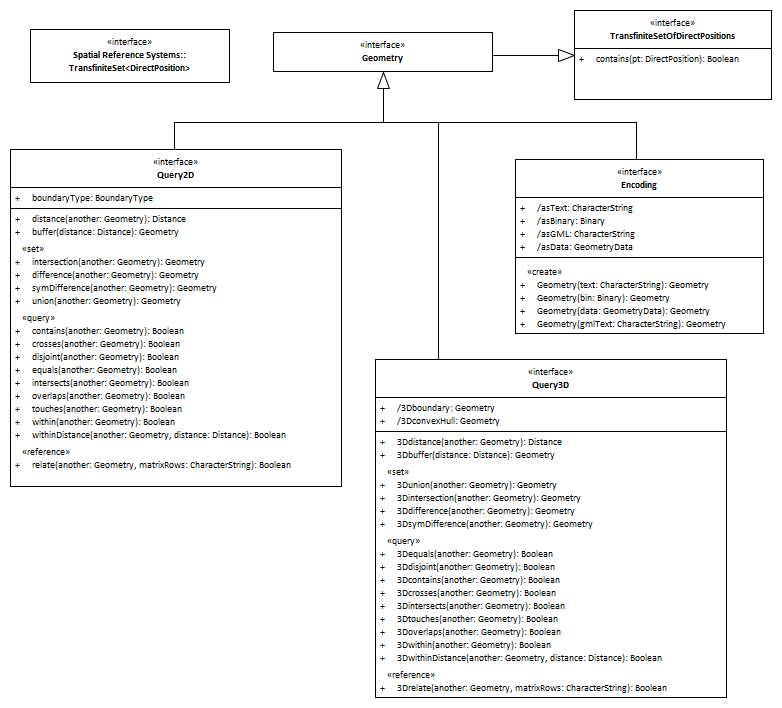 «interface»
Spatial Reference Systems::
TransfiniteSet<DirectPosition>
«interface»
Geometry
«interface»
TransfiniteSetOfDirectPositions
+ contains(pt: DirectPosition): Boolean
«interface»
Query2D
+ boundaryType: BoundaryType
+ distance(another: Geometry): Distance
+ buffer(distance: Distance): Geometry
«set»
+ intersection(another: Geometry): Geometry
+ difference(another: Geometry): Geometry
+ symDifference(another: Geometry): Geometry
+ union(another: Geometry): Geometry
«query»
+ contains(another: Geometry): Boolean
+ crosses(another: Geometry): Boolean
+ disjoint(another: Geometry): Boolean
+ equals(another: Geometry): Boolean
+ intersects(another: Geometry): Boolean
+ overlaps(another: Geometry): Boolean
+ touches(another: Geometry): Boolean
+ within(another: Geometry): Boolean
+ withinDistance(another: Geometry, distance: Distance): Boolean
«reference»
+ relate(another: Geometry, matrixRows: CharacterString): Boolean
«interface»
Encoding
+ /asText: CharacterString
+ /asBinary: Binary
+ /asGML: CharacterString
+ /asData: GeometryData
«create»
+ Geometry(text: CharacterString): Geometry
+ Geometry(bin: Binary): Geometry
+ Geometry(data: GeometryData): Geometry
+ Geometry(gmlText: CharacterString): Geometry
«interface»
Query3D
+ /3Dboundary: Geometry
+ /3DconvexHull: Geometry
+ 3Ddistance(another: Geometry): Distance
+ 3Dbuffer(distance: Distance): Geometry
«set»
+ 3Dunion(another: Geometry): Geometry
+ 3Dintersection(another: Geometry): Geometry
+ 3Ddifference(another: Geometry): Geometry
+ 3DsymDifference(another: Geometry): Geometry
«query»
+ 3Dequals(another: Geometry): Boolean
+ 3Ddisjoint(another: Geometry): Boolean
+ 3Dcontains(another: Geometry): Boolean
+ 3Dcrosses(another: Geometry): Boolean
+ 3Dintersects(another: Geometry): Boolean
+ 3Dtouches(another: Geometry): Boolean
+ 3Doverlaps(another: Geometry): Boolean
+ 3Dwithin(another: Geometry): Boolean
+ 3DwithinDistance(another: Geometry, distance: Distance): Boolean
«reference»
+ 3Drelate(another: Geometry, matrixRows: CharacterString): Boolean